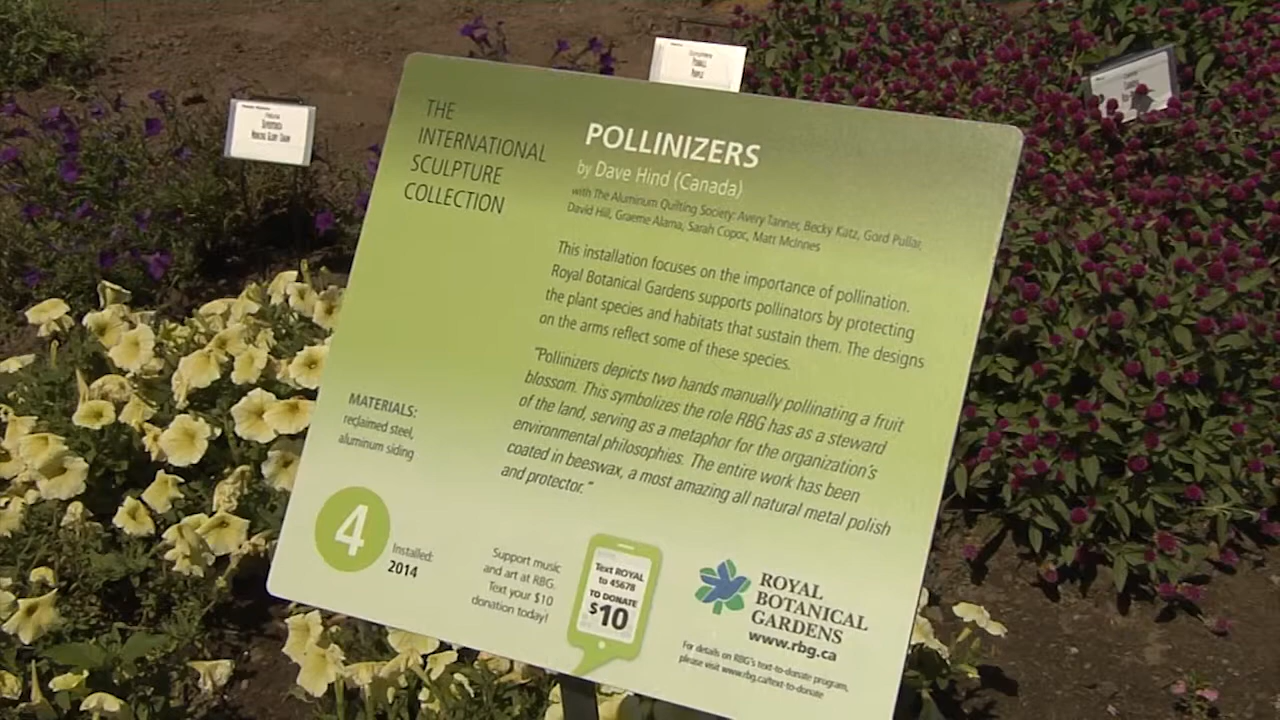 THE
INTERNATIONAL
SCULPTURE
COLLECTION
POLLINIZERS
by Dave Hind (Canada)
with The Aluminum Quilting Society: Avery Tanner, Becky Katz, Gord Pullar,
David Hill, Graeme Alama, Sarah Copoc, Matt McInnes
This installation focuses on the importance of pollination.
Royal Botanical Gardens supports pollinators by protecting
the plant species and habitats that sustain them. The designs
on the arms reflect some of these species.
"Pollinizers depicts two hands manually pollinating a fruit
blossom. This symbolizes the role RBG has as a steward
of the land, serving as a metaphor for the organization's
environmental philosophies. The entire work has been
coated in beeswax, a most amazing all natural metal polish
and protector."
MATERIALS:
reclaimed steel,
aluminum siding
4
Installed:
2014
Support music
and art at RBG.
Text your $10
donation today!
Text ROYAL
to 45678
TO DONATE
$10
ROYAL
BOTANICAL
GARDENS
www.rbg.ca
For details on RBG's text-to-donate program,
please visit www.rbg.ca/text-to-donate